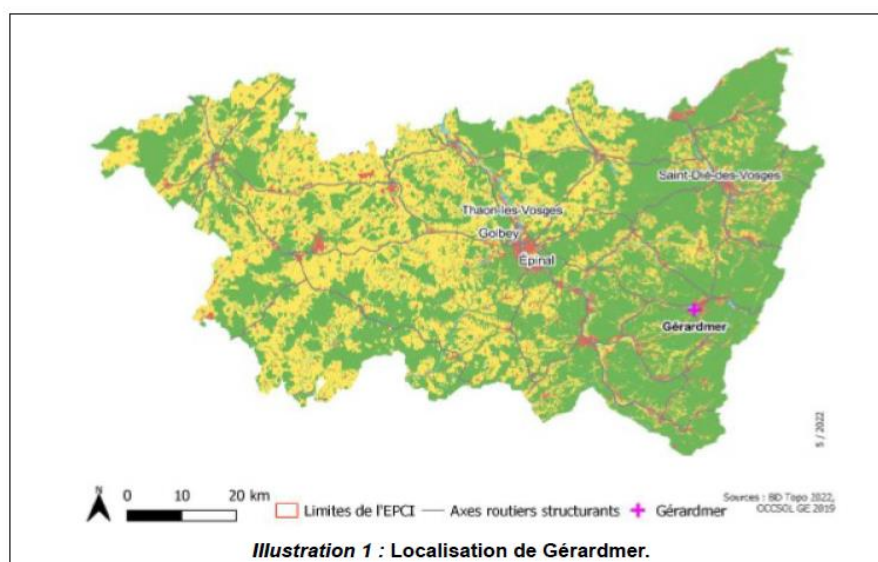 Saint-Dié-des-Vosges
Thaon-les-Vosges
Golbey
Épinal
Gérardmer
5 / 2022
N
0 10 20 km
Limites de l'EPCI
Axes routiers structurants
Gérardmer
Sources : BD Topo 2022,
OCCSOL GE 2019
Illustration 1 : Localisation de Gérardmer.